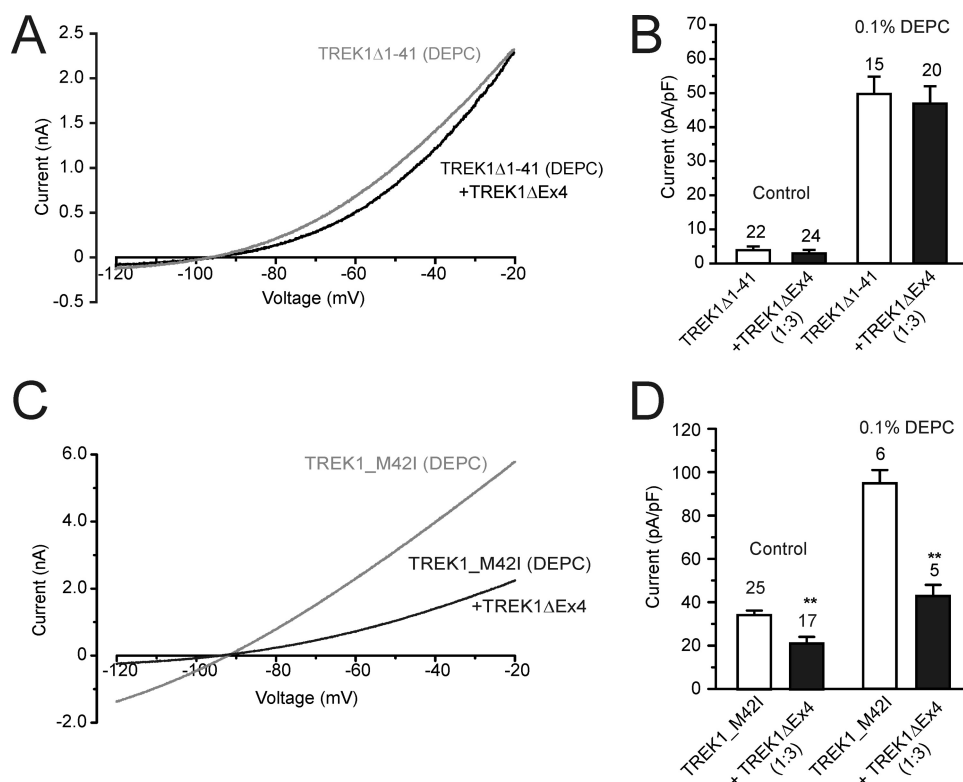 A
2.5
2.0
1.5
1.0
0.5
0
-0.5
Current (nA)
TREK1Δ1-41 (DEPC)
TREK1Δ1-41 (DEPC)
+TREK1ΔEx4
-120 -100 -80 -60 -40 -20
Voltage (mV)
B
70
60
50
40
30
20
10
0
Current (pA/pF)
0.1% DEPC
15 20
Control
22 24
TREK1Δ1-41
+TREK1ΔEx4
(1:3)
TREK1Δ1-41
+TREK1ΔEx4
(1:3)
C
6.0
4.0
2.0
0
-2.0
Current (nA)
TREK1_M42I (DEPC)
TREK1_M42I (DEPC)
+TREK1ΔEx4
-120 -100 -80 -60 -40 -20
Voltage (mV)
D
120
100
80
60
40
20
0
Current (pA/pF)
0.1% DEPC
6
**
5
Control
25
**
17
TREK1_M42I
+ TREK1ΔEx4
(1:3)
TREK1_M42I
+ TREK1ΔEx4
(1:3)